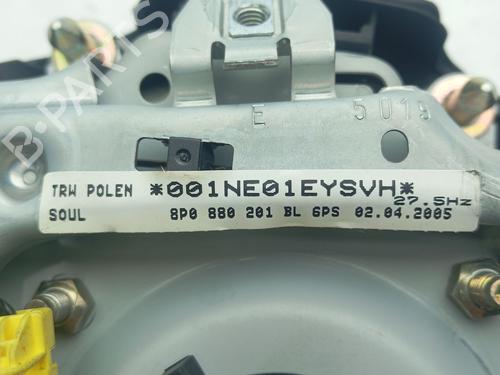 B-PARTS
E 5019
TRW POLEN *001NE01EYSVH*
27.5Hz
SOUL 8P0 880 201 BL 6PS 02.04.2005